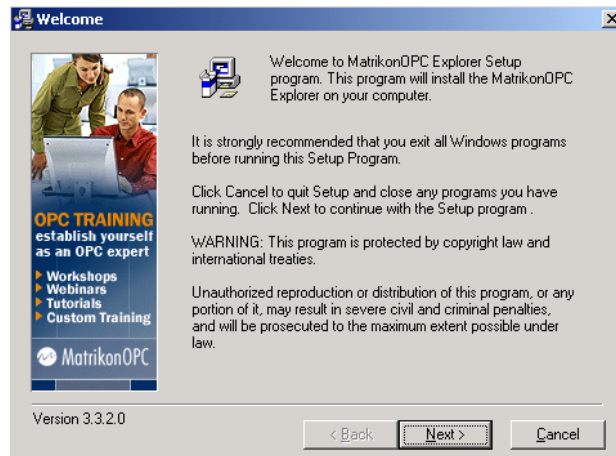 Welcome
Welcome to MatrikonOPC Explorer Setup
program. This program will install the MatrikonOPC
Explorer on your computer.
It is strongly recommended that you exit all Windows programs
before running this Setup Program.
Click Cancel to quit Setup and close any programs you have
running. Click Next to continue with the Setup program .
WARNING: This program is protected by copyright law and
international treaties.
Unauthorized reproduction or distribution of this program, or any
portion of it, may result in severe civil and criminal penalties,
and will be prosecuted to the maximum extent possible under
law.
OPC TRAINING
establish yourself
as an OPC expert
Workshops
Webinars
Tutorials
Custom Training
MatrikonOPC
Version 3.3.2.0
< Back
Next >
Cancel